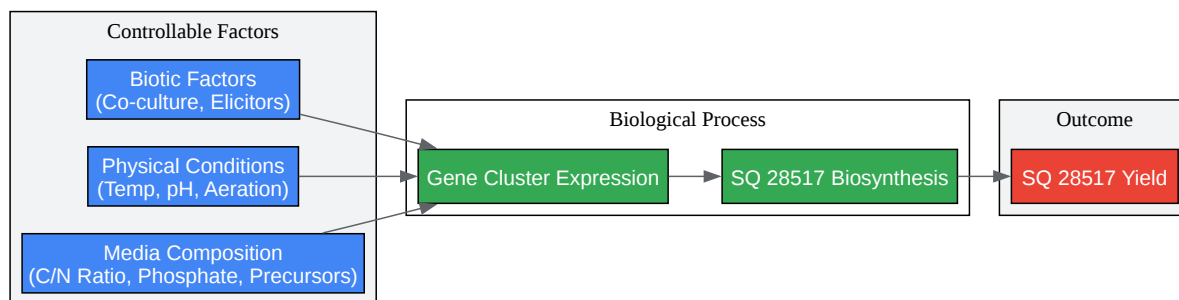 Controllable Factors
Biotic Factors
(Co-culture, Elicitors)
Physical Conditions
(Temp, pH, Aeration)
Media Composition
(C/N Ratio, Phosphate, Precursors)
Biological Process
Gene Cluster Expression
SQ 28517 Biosynthesis
Outcome
SQ 28517 Yield